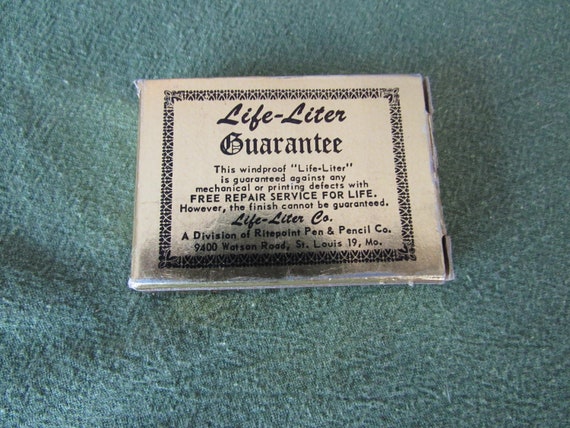 Life-Liter
Guarantee
This windproof "Life-Liter"
is guaranteed against any
mechanical or printing defects with
FREE REPAIR SERVICE FOR LIFE.
However, the finish cannot be guaranteed.
Life-Liter Co.
A Division of Ritepoint Pen & Pencil Co.
9400 Watson Road, St. Louis 19, Mo.